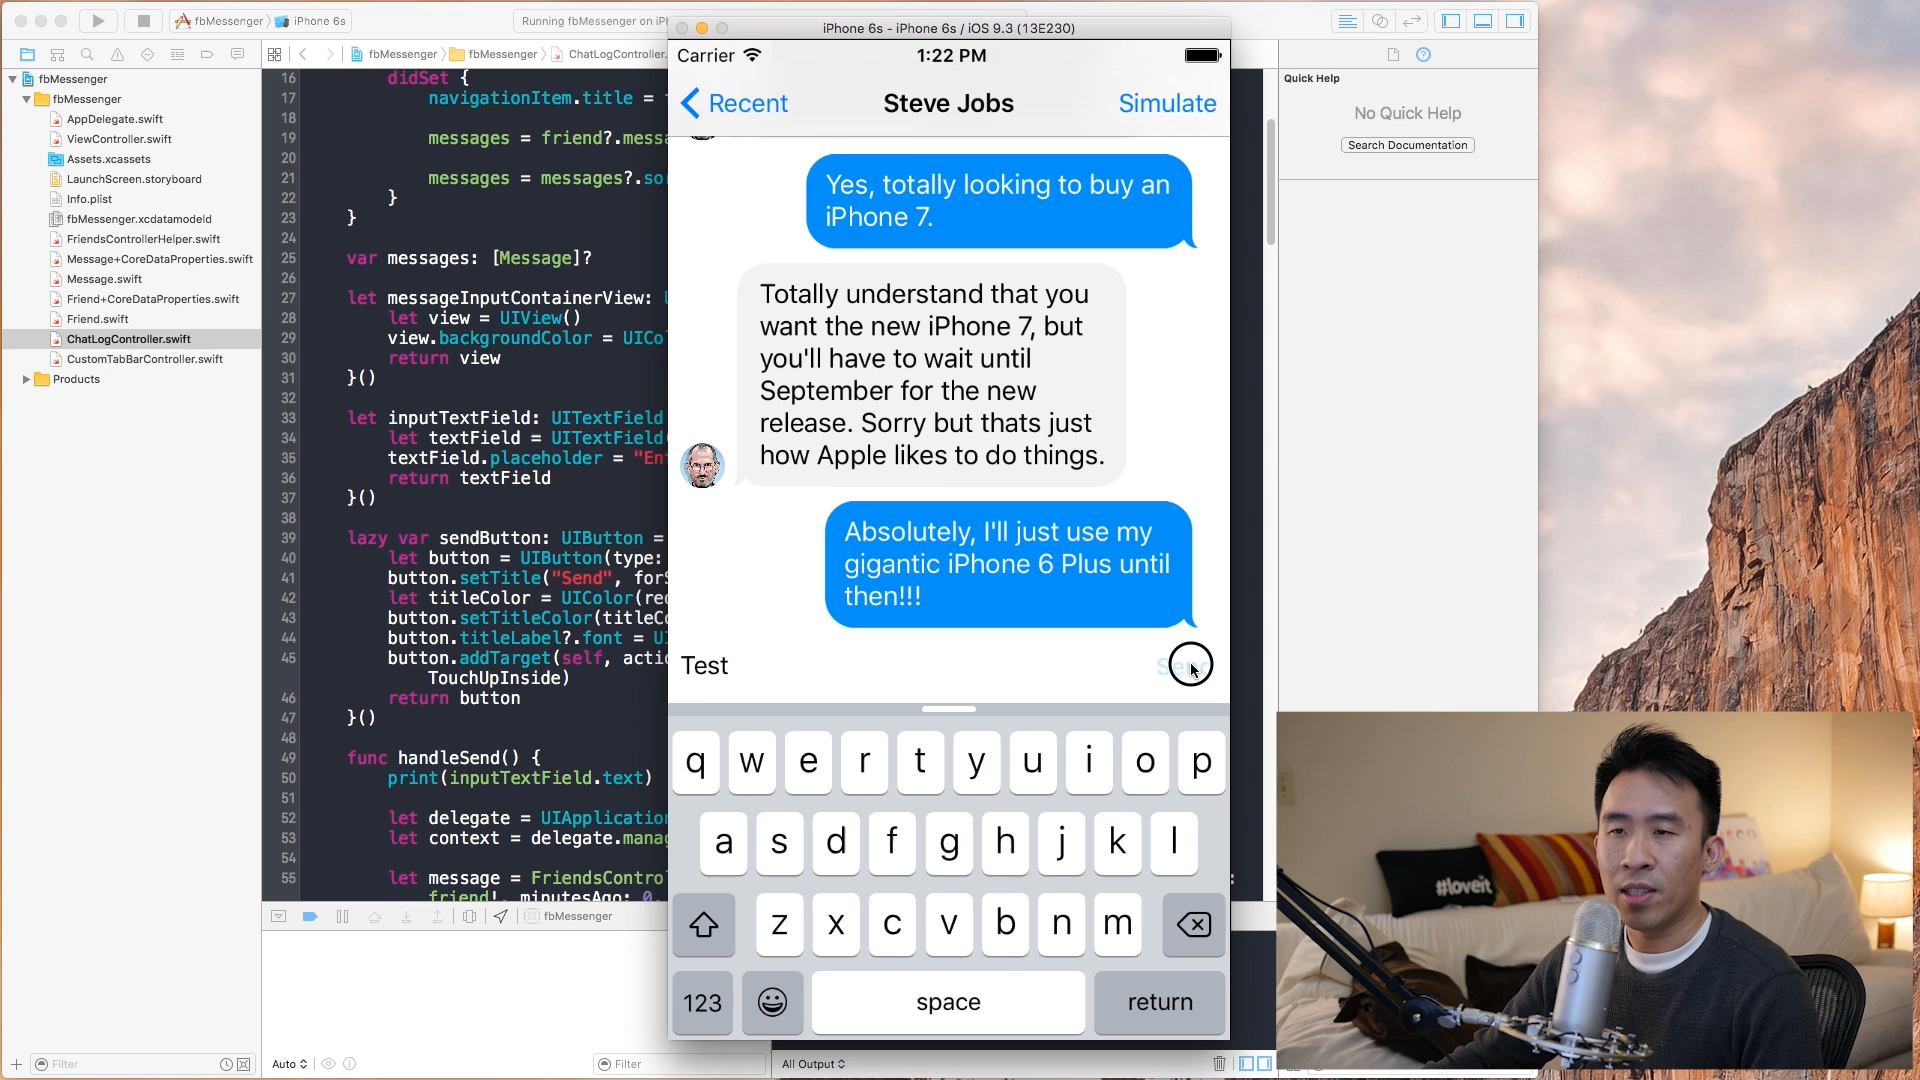 fbMessenger iPhone 6s
Running fbMessenger on iP
fbMessenger
fbMessenger
AppDelegate.swift
ViewController.swift
Assets.xcassets
LaunchScreen.storyboard
Info.plist
fbMessenger.xcdatamodeld
FriendsControllerHelper.swift
Message+CoreDataProperties.swift
Message.swift
Friend+CoreDataProperties.swift
Friend.swift
ChatLogController.swift
CustomTabBarController.swift
Products
Filter
fbMessenger fbMessenger ChatLogController.
16 didSet {
17 navigationItem.title =
18
19 messages = friend?.messa
20
21 messages = messages?.so
22 }
23 }
24
25 var messages: [Message]?
26
27 let messageInputContainerView:
28 let view = UIView()
29 view.backgroundColor = UICo
30 return view
31 }()
32
33 let inputTextField: UITextField
34 let textField = UITextField
35 textField.placeholder = "En
36 return textField
37 }()
38
39 lazy var sendButton: UIButton =
40 let button = UIButton(type:
41 button.setTitle("Send", forS
42 let titleColor = UIColor(re
43 button.setTitleColor(titleC
44 button.titleLabel?.font = U
45 button.addTarget(self, actio
TouchUpInside)
46 return button
47 }()
48
49 func handleSend() {
50 print(inputTextField.text)
51
52 let delegate = UIApplication
53 let context = delegate.manag
54
55 let message = FriendsContro
friend!, minutesAgo: 0,
fbMessenger
Auto
Filter
All Output
iPhone 6s - iPhone 6s / iOS 9.3 (13E230)
Carrier 1:22 PM
Recent Steve Jobs Simulate
Yes, totally looking to buy an
iPhone 7.
Totally understand that you
want the new iPhone 7, but
you'll have to wait until
September for the new
release. Sorry but thats just
how Apple likes to do things.
Absolutely, I'll just use my
gigantic iPhone 6 Plus until
then!!!
Test
q w e r t y u i o p
a s d f g h j k l
z x c v b n m
123 space return
Quick Help
No Quick Help
Search Documentation
#loveit